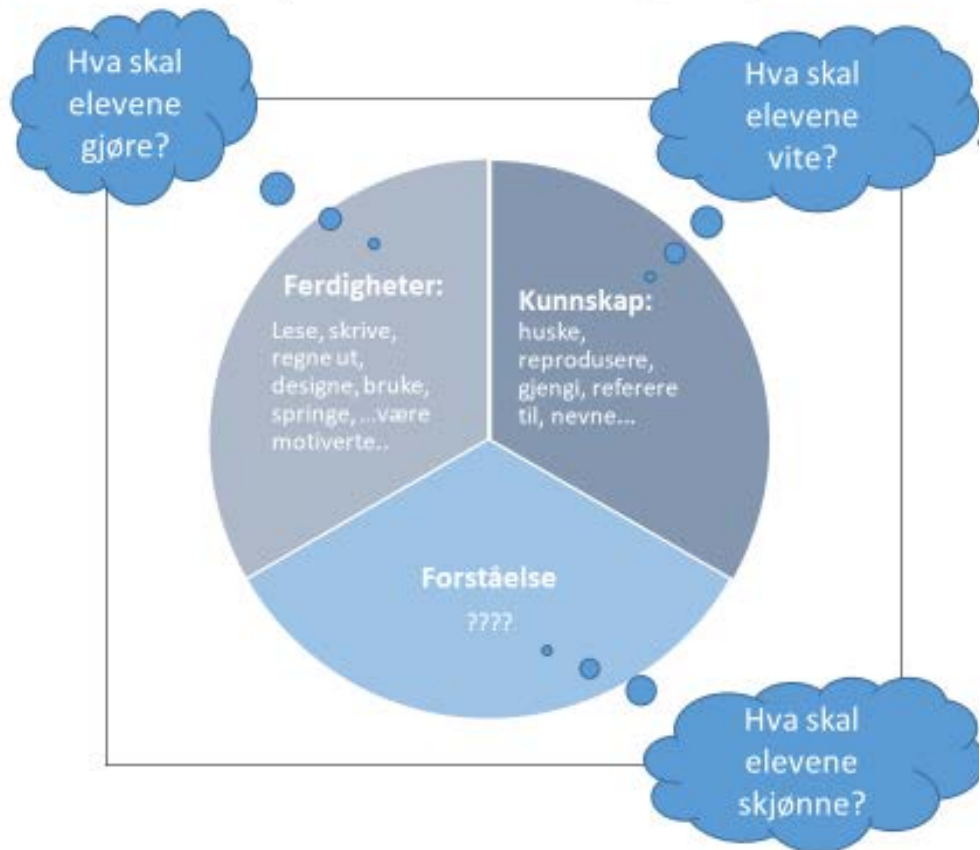 Hva skal
elevene
gjøre?
Hva skal
elevene
vite?
Ferdigheter:
Lese, skrive,
regne ut,
designe, bruke,
springe, ...være
motiverte..
Kunnskap:
huske,
reprodusere,
gjengi, referere
til, nevne...
Forståelse
????
Hva skal
elevene
skjønne?